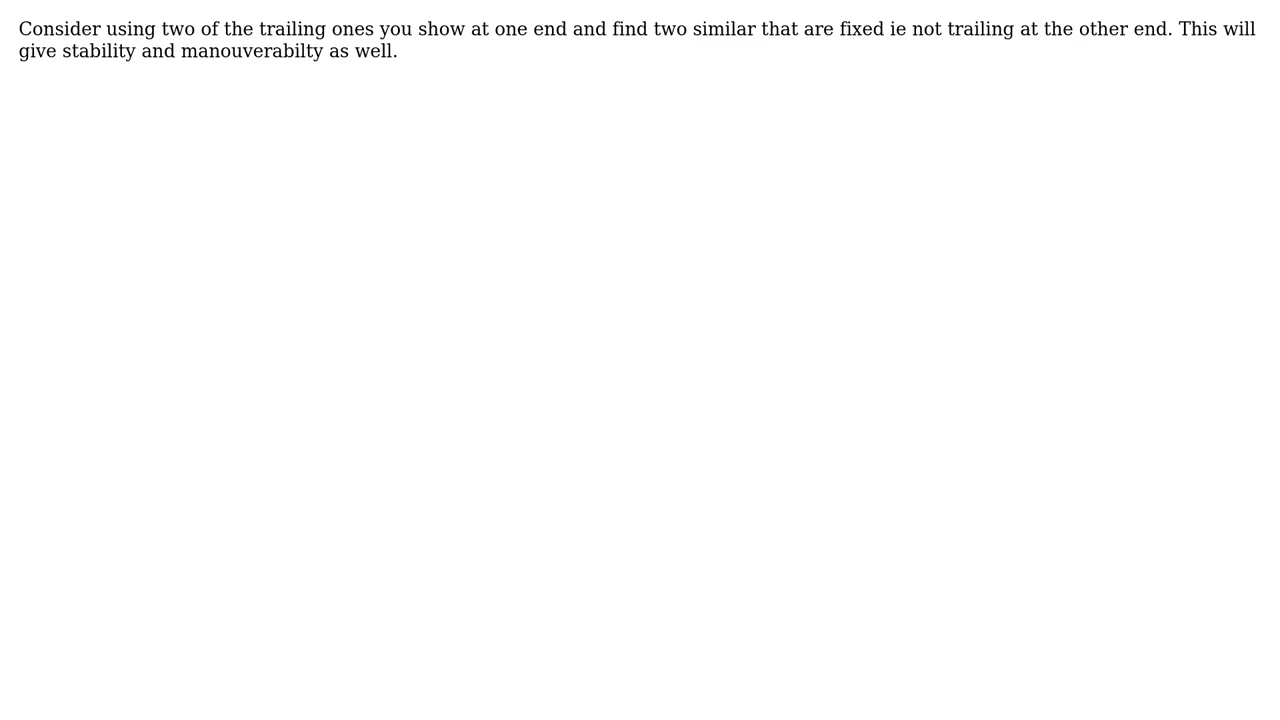 Consider using two of the trailing ones you show at one end and find two similar that are fixed ie not trailing at the other end. This will
give stability and manouverabilty as well.